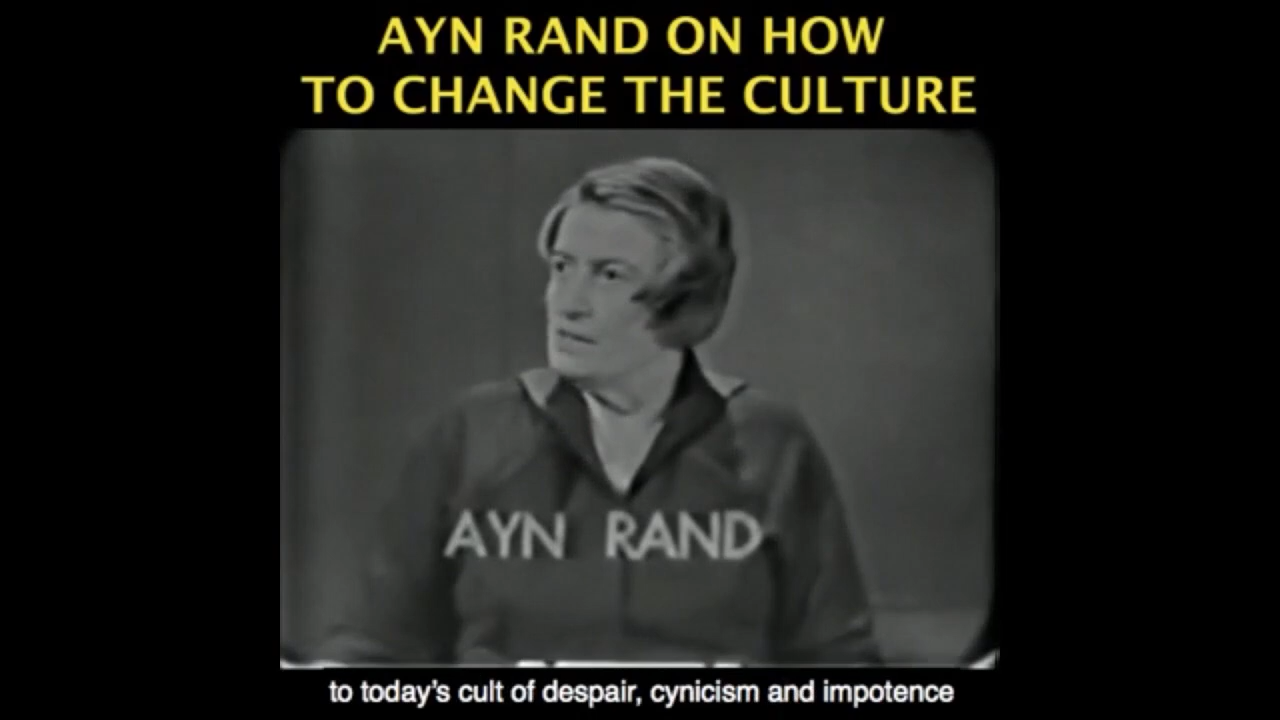 AYN RAND ON HOW
TO CHANGE THE CULTURE
AYN RAND
to today's cult of despair, cynicism and impotence